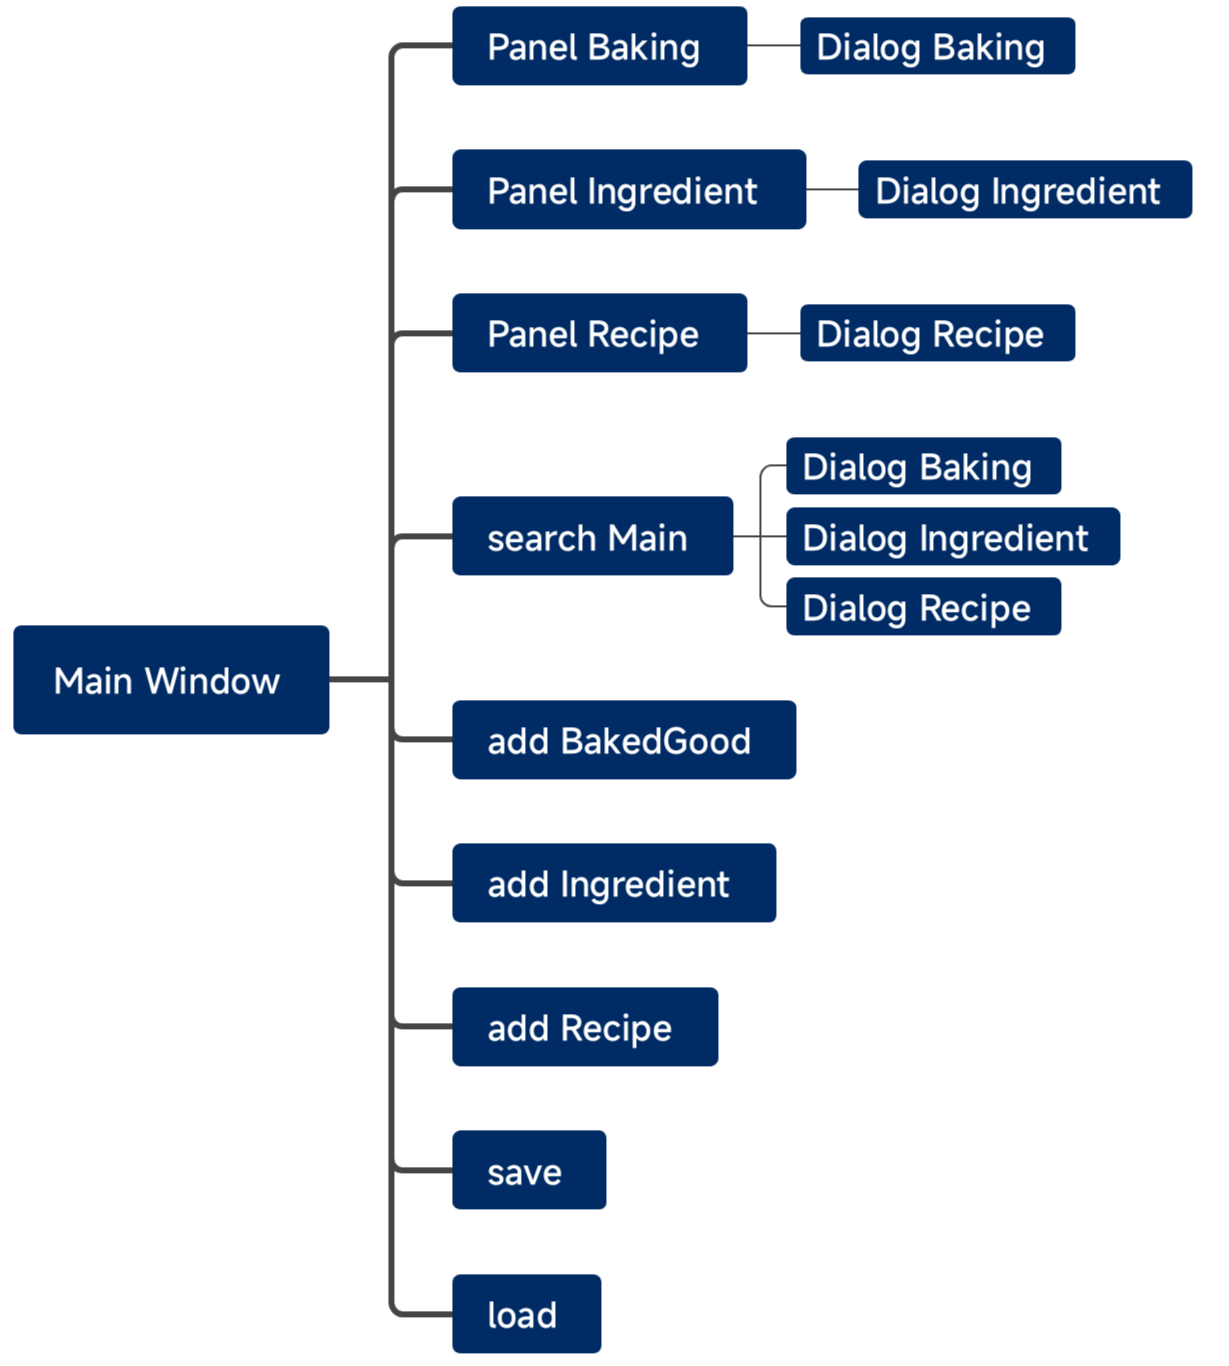 Panel Baking
Dialog Baking
Panel Ingredient
Dialog Ingredient
Panel Recipe
Dialog Recipe
search Main
Dialog Baking
Dialog Ingredient
Dialog Recipe
Main Window
add BakedGood
add Ingredient
add Recipe
save
load